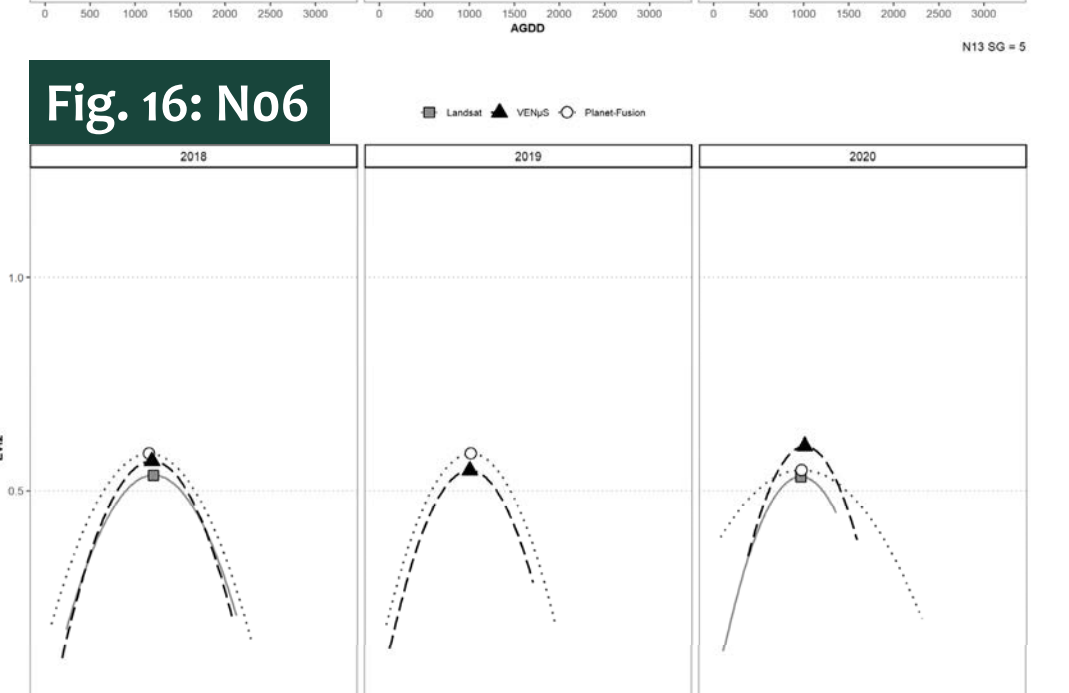 0 500 1000 1500 2000 2500 3000 0 500 1000 1500 2000 2500 3000 0 500 1000 1500 2000 2500 3000
AGDD
N13 SG = 5
Fig. 16: N06
Landsat VENµS Planet-Fusion
2018 2019 2020
1.0
0.5